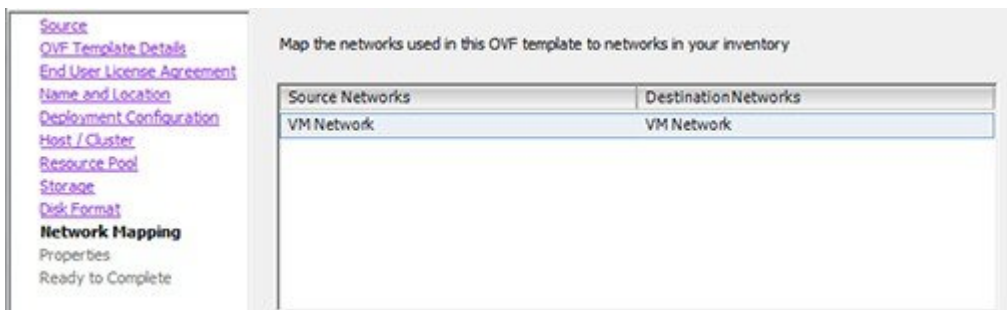 Source
OVF Template Details
End User License Agreement
Name and Location
Deployment Configuration
Host / Cluster
Resource Pool
Storage
Disk Format
Network Mapping
Properties
Ready to Complete
Map the networks used in this OVF template to networks in your inventory
Source Networks DestinationNetworks
VM Network VM Network